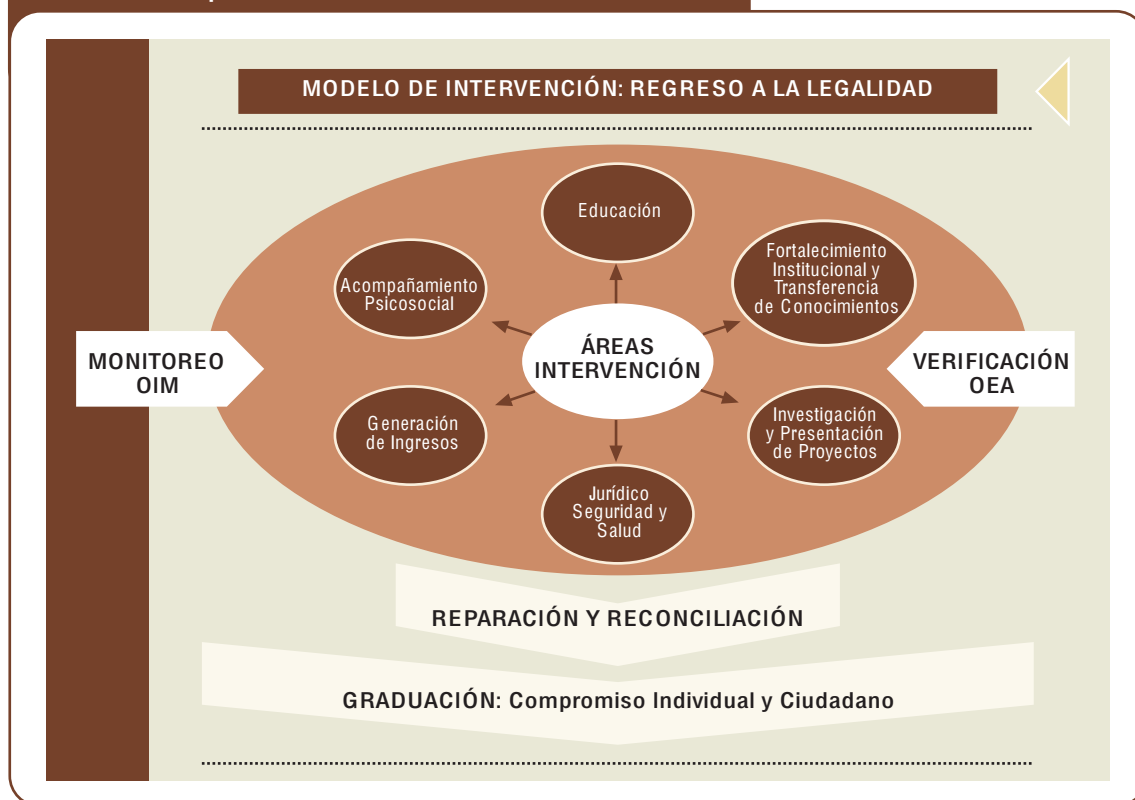 MODELO DE INTERVENCIÓN: REGRESO A LA LEGALIDAD
Educación
Fortalecimiento
Institucional y
Transferencia
de Conocimientos
Acompañamiento
Psicosocial
ÁREAS
INTERVENCIÓN
MONITOREO
OIM
VERIFICACIÓN
OEA
Generación
de Ingresos
Investigación
y Presentación
de Proyectos
Jurídico
Seguridad y
Salud
REPARACIÓN Y RECONCILIACIÓN
GRADUACIÓN: Compromiso Individual y Ciudadano